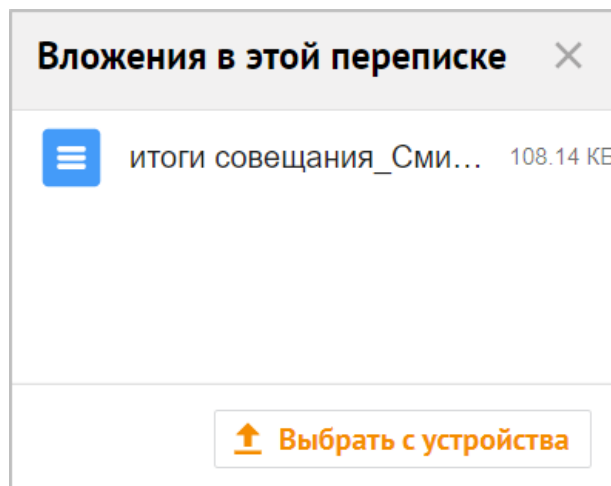 Вложения в этой переписке
итоги совещания_Сми... 108.14 КБ
Выбрать с устройства